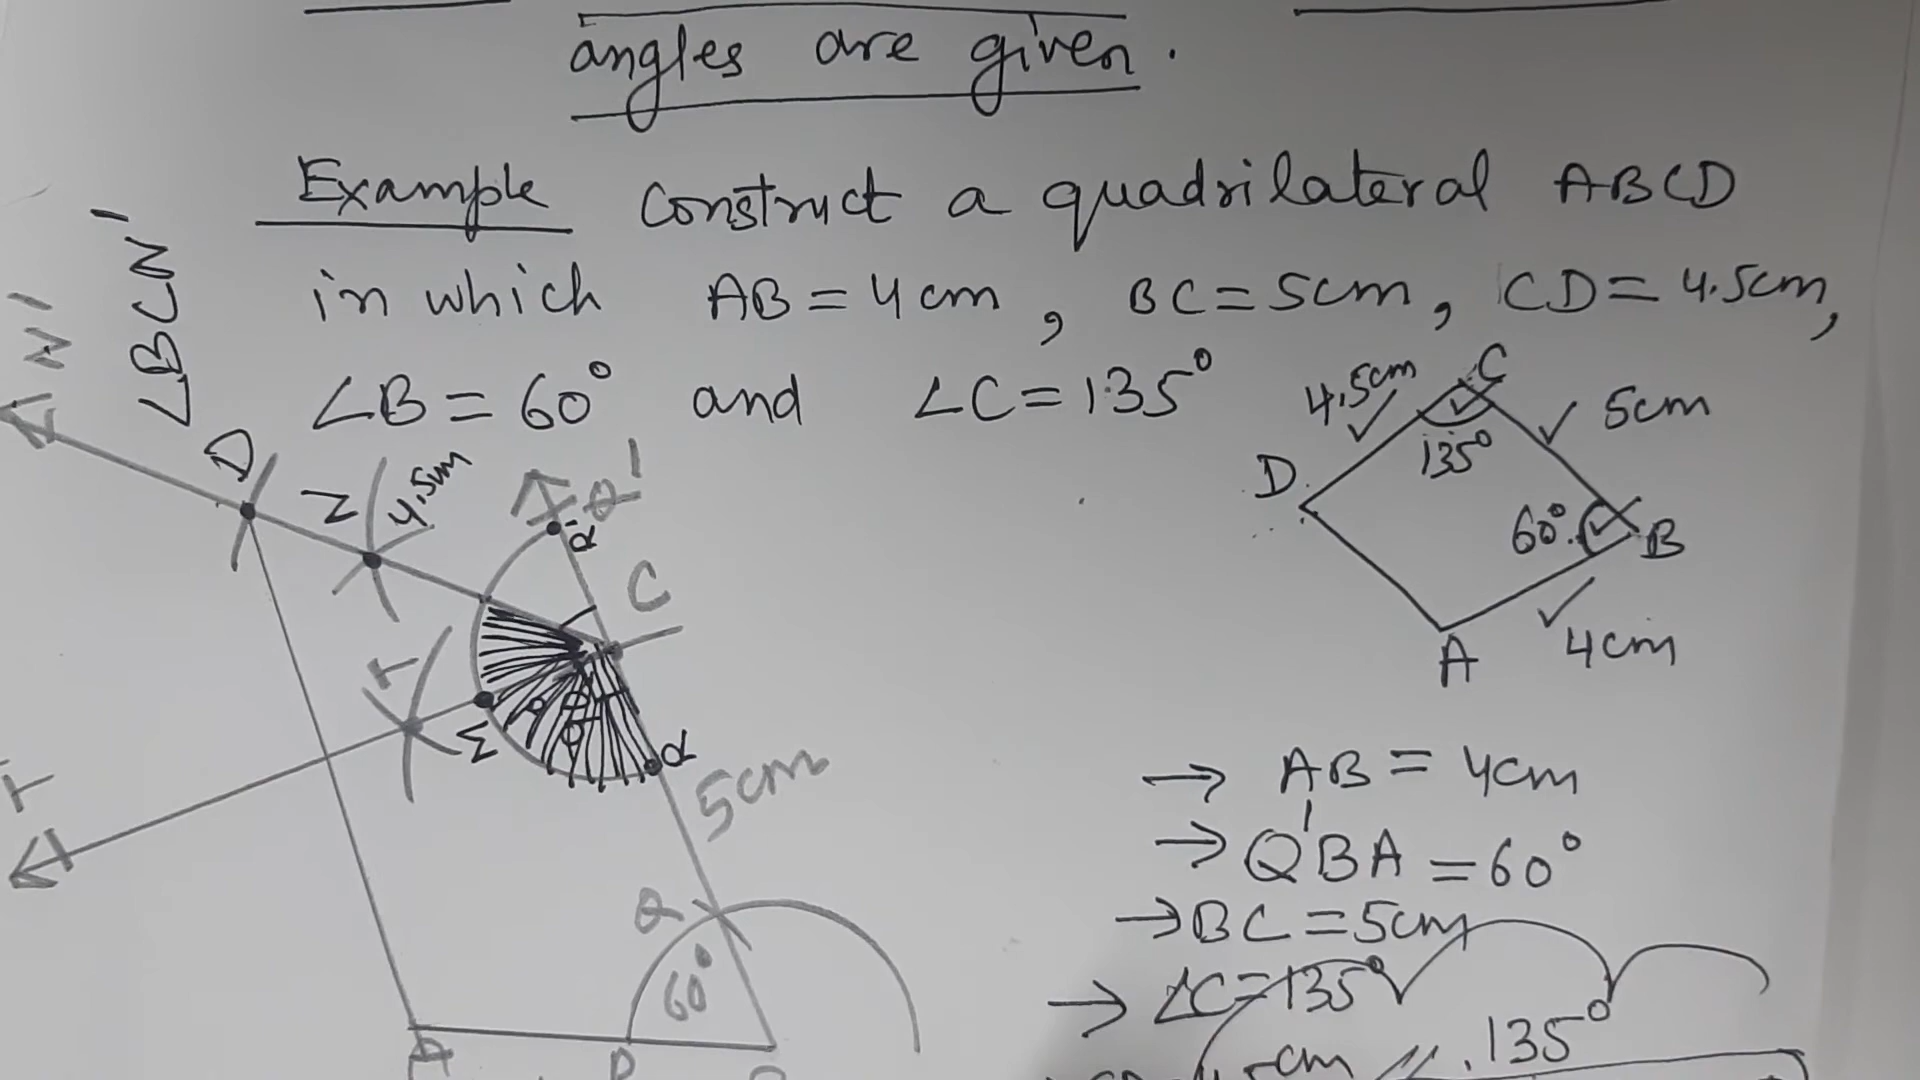 angles are given.
Example Construct a quadrilateral ABCD
in which AB = 4cm, BC = 5cm, CD = 4.5cm,
∠B = 60° and ∠C = 135°
∠BCN'
N'
D
N
4.5cm
Q'
R'
C
T
M
R
5cm
T'
Q
60°
A
P
4.5cm
C
5cm
135°
D
60°
B
A
4cm
→ AB = 4cm
→ Q'BA = 60°
→ BC = 5cm
→ ∠C = 135°
cm
135°